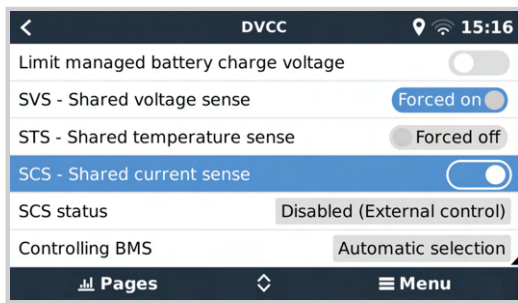 DVCC 15:16
Limit managed battery charge voltage
SVS - Shared voltage sense Forced on
STS - Shared temperature sense Forced off
SCS - Shared current sense
SCS status Disabled (External control)
Controlling BMS Automatic selection
Pages Menu